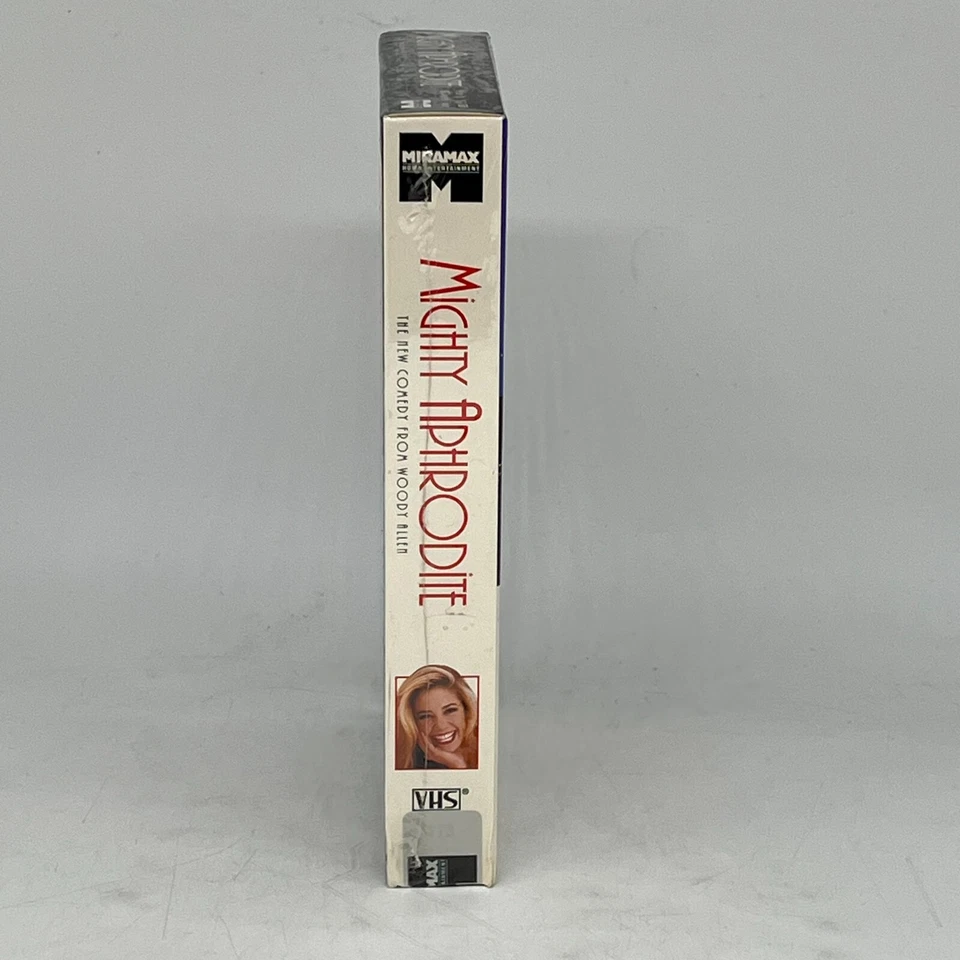 MIRAMAX
HOME ENTERTAINMENT
MIGHTY APHRODITE
THE NEW COMEDY FROM WOODY ALLEN
VHS®